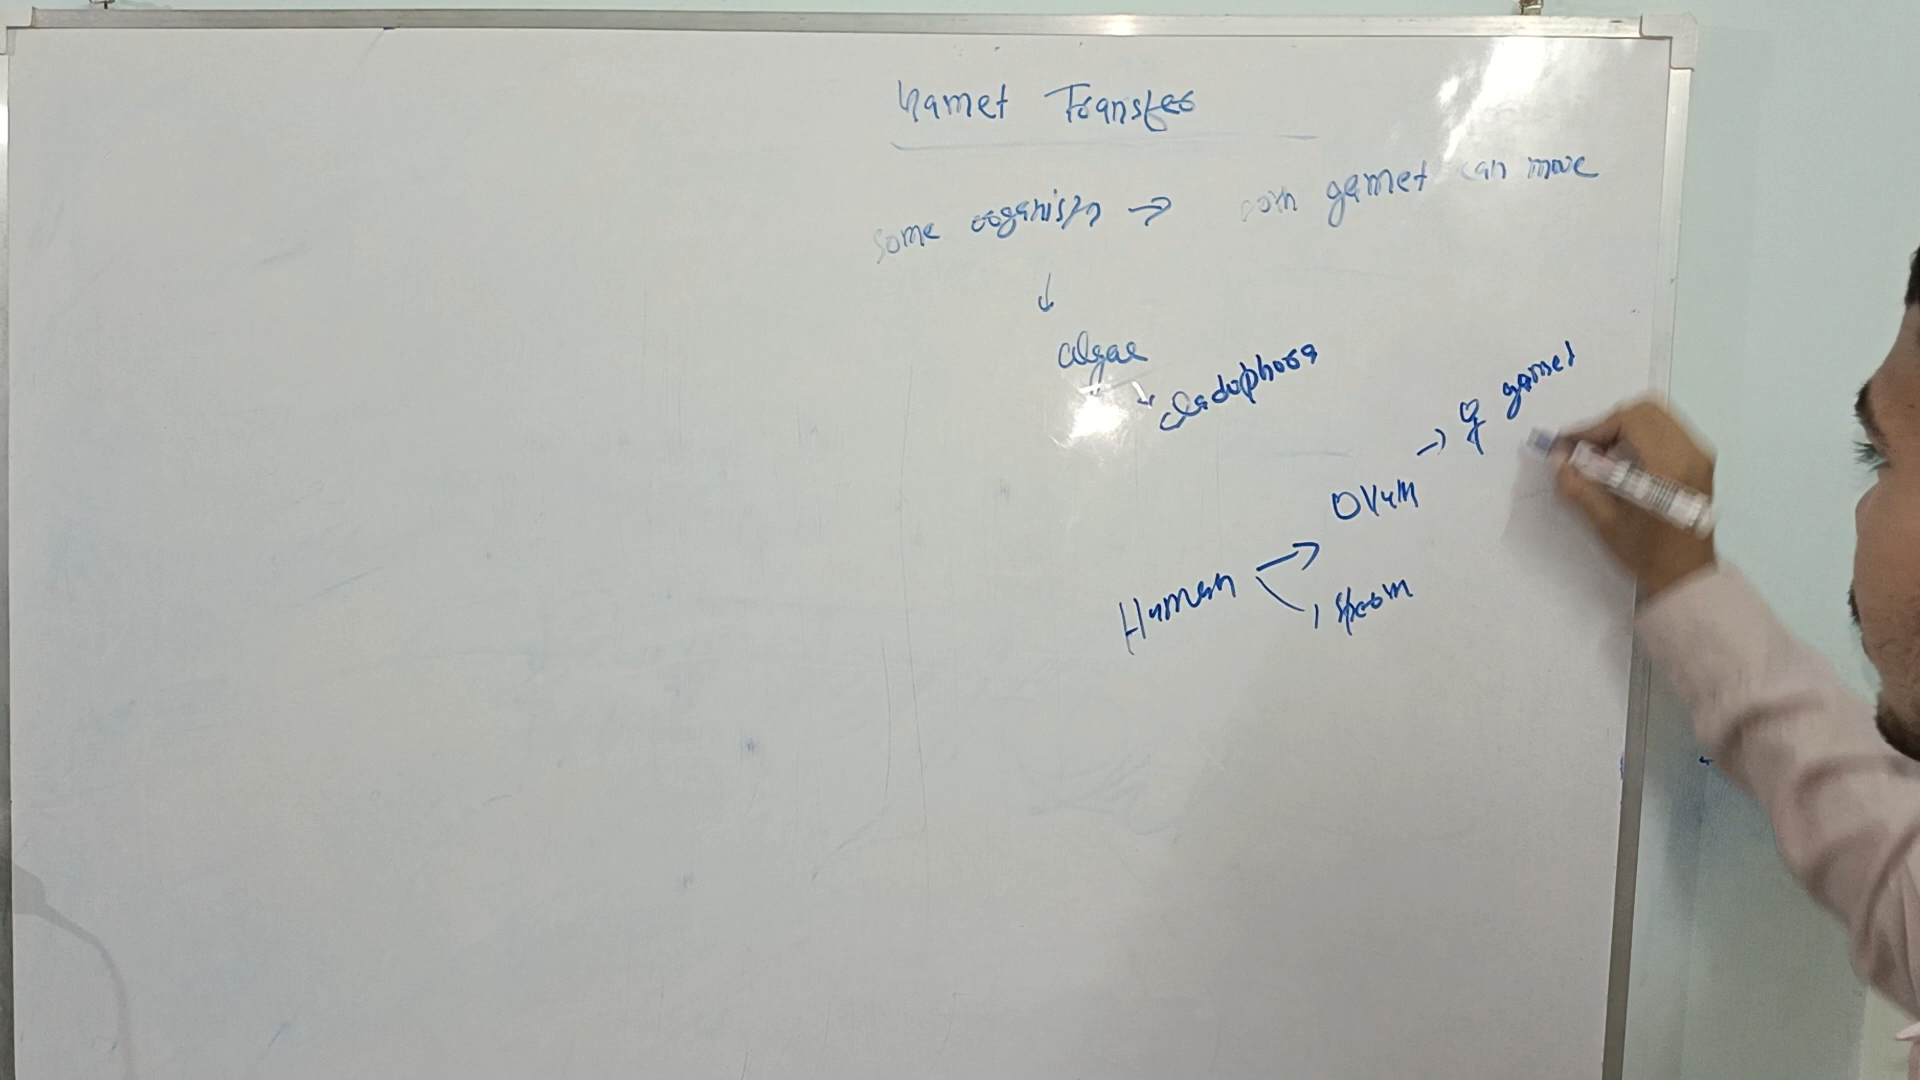 Gamet Transfer
some organism → both gamet can move
↓
algae
↘ cladophora
→ ♀ gamet
Ovum
Human
sperm